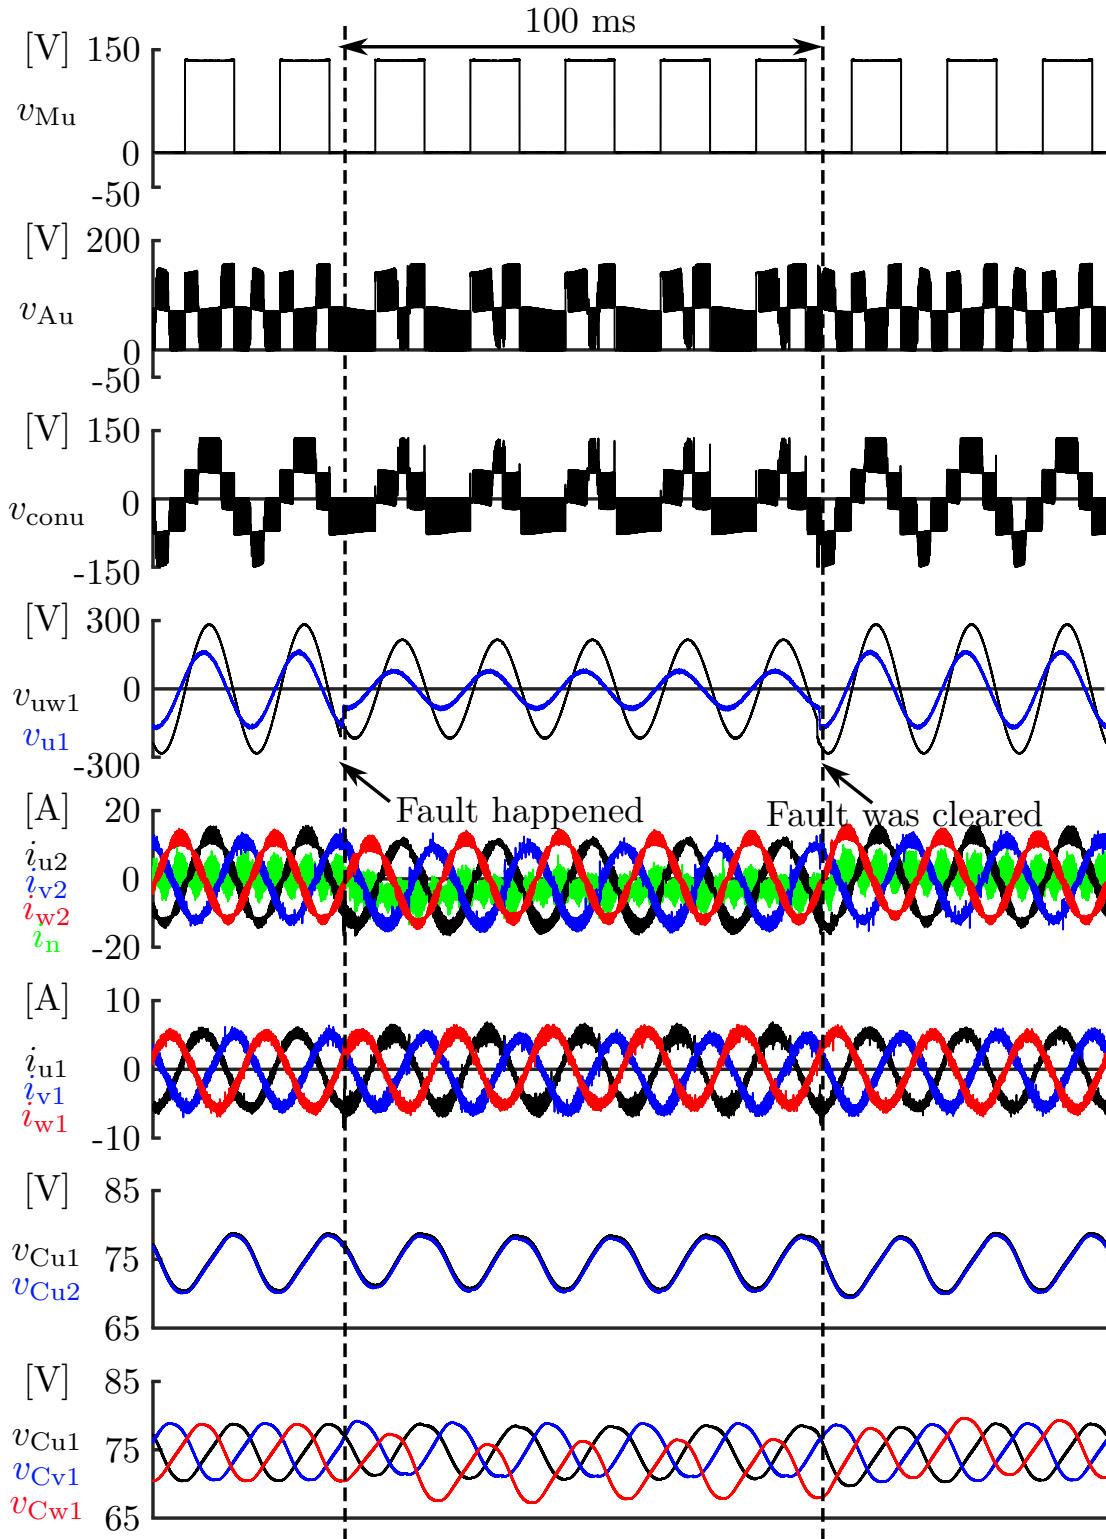 100 ms
[V] 150
vMu
0
-50
[V] 200
vAu
0
-50
[V] 150
vconu 0
-150
[V] 300
vuw1 0
vu1
-300
Fault happened
Fault was cleared
[A] 20
iu2
iv2 0
iw2
in -20
[A] 10
iu1 0
iv1
iw1
-10
[V] 85
vCu1 75
vCu2
65
[V] 85
vCu1 75
vCv1
vCw1 65